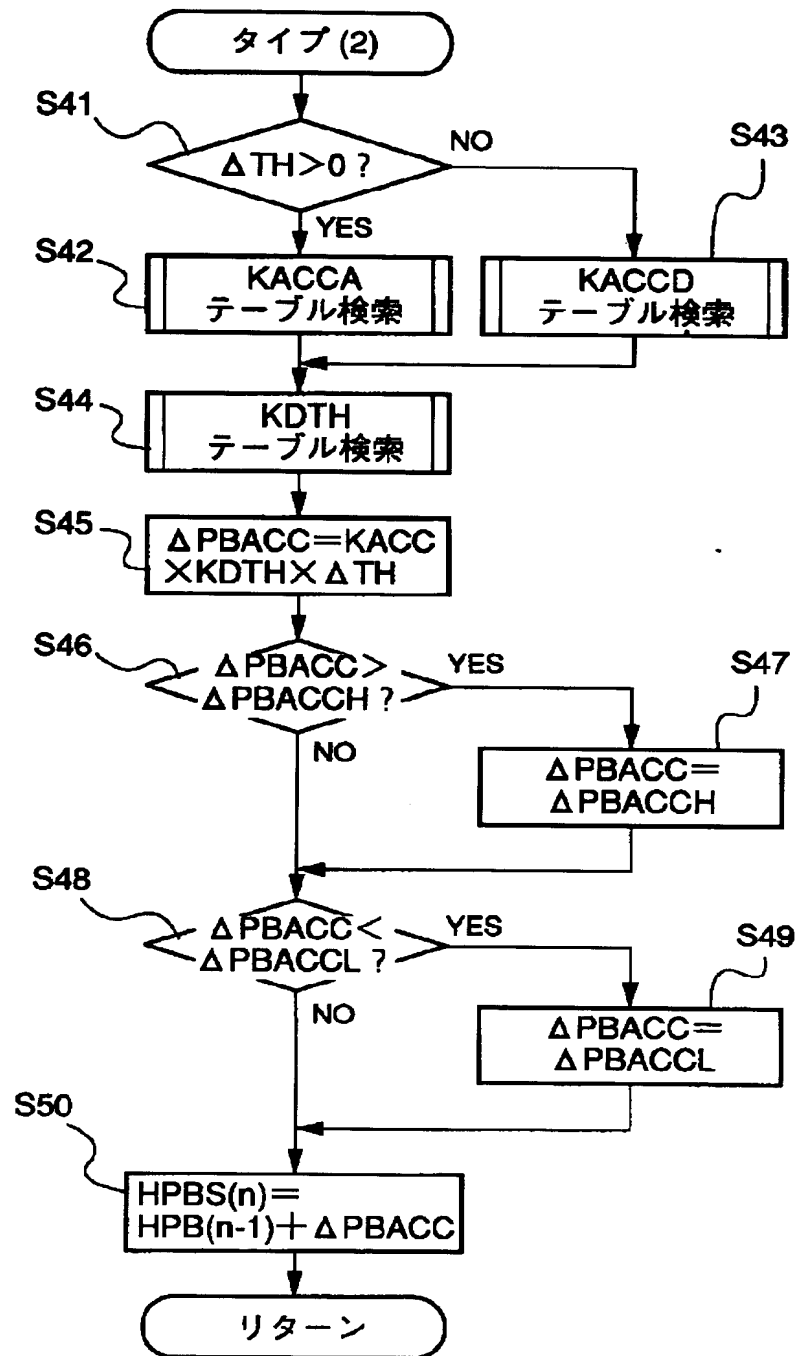 タイプ (2)
S41
ΔTH>0 ?
NO
S43
YES
S42
KACCA
テーブル検索
KACCD
テーブル検索
S44
KDTH
テーブル検索
S45
ΔPBACC=KACC
×KDTH×ΔTH
S46
ΔPBACC>
ΔPBACCH ?
YES
S47
NO
ΔPBACC=
ΔPBACCH
S48
ΔPBACC<
ΔPBACCL ?
YES
S49
NO
ΔPBACC=
ΔPBACCL
S50
HPBS(n)=
HPB(n-1)+ΔPBACC
リターン